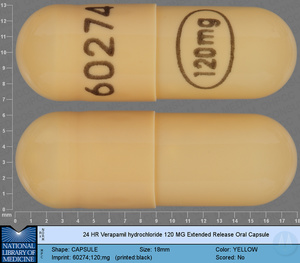 60274
120mg
mm
NATIONAL
LIBRARY OF
MEDICINE
24 HR Verapamil hydrochloride 120 MG Extended Release Oral Capsule
Shape: CAPSULE Size: 18mm Color: YELLOW
Imprint: 60274;120;mg (printed:black) Scored: No